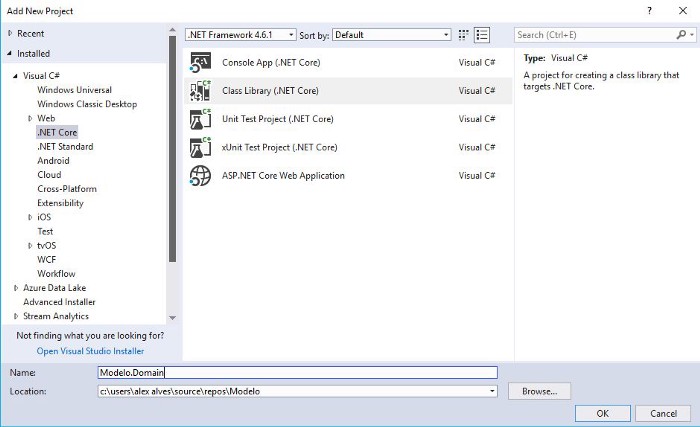 Add New Project ? ✕
Recent
.NET Framework 4.6.1 Sort by: Default Search (Ctrl+E)
Installed
Visual C#
Windows Universal
Windows Classic Desktop
Web
.NET Core
.NET Standard
Android
Cloud
Cross-Platform
Extensibility
iOS
Test
tvOS
WCF
Workflow
Azure Data Lake
Advanced Installer
Stream Analytics
Not finding what you are looking for?
Open Visual Studio Installer
Console App (.NET Core) Visual C#
Class Library (.NET Core) Visual C#
Unit Test Project (.NET Core) Visual C#
xUnit Test Project (.NET Core) Visual C#
ASP.NET Core Web Application Visual C#
Type: Visual C#
A project for creating a class library that
targets .NET Core.
Name: Modelo.Domain
Location: c:\users\alex alves\source\repos\Modelo Browse...
OK Cancel